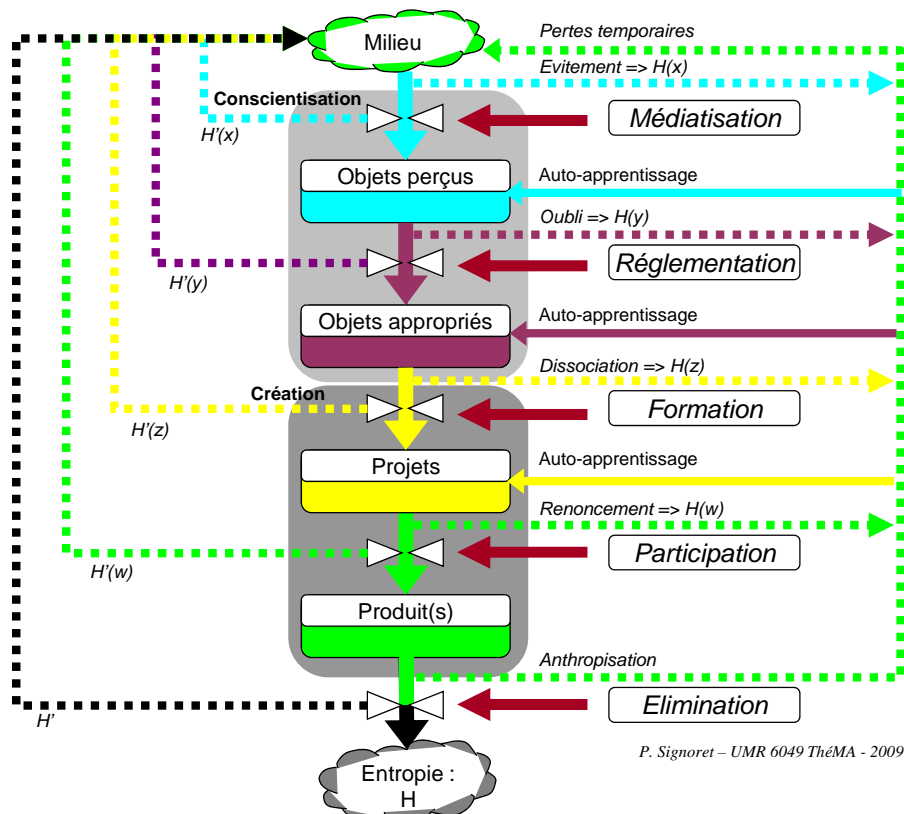 Milieu
Pertes temporaires
Evitement => H(x)
Conscientisation
H'(x)
Médiatisation
Objets perçus
Auto-apprentissage
Oubli => H(y)
H'(y)
Réglementation
Objets appropriés
Auto-apprentissage
Dissociation => H(z)
Création
H'(z)
Formation
Projets
Auto-apprentissage
Renoncement => H(w)
H'(w)
Participation
Produit(s)
Anthropisation
H'
Elimination
P. Signoret – UMR 6049 ThéMA - 2009
Entropie :
H